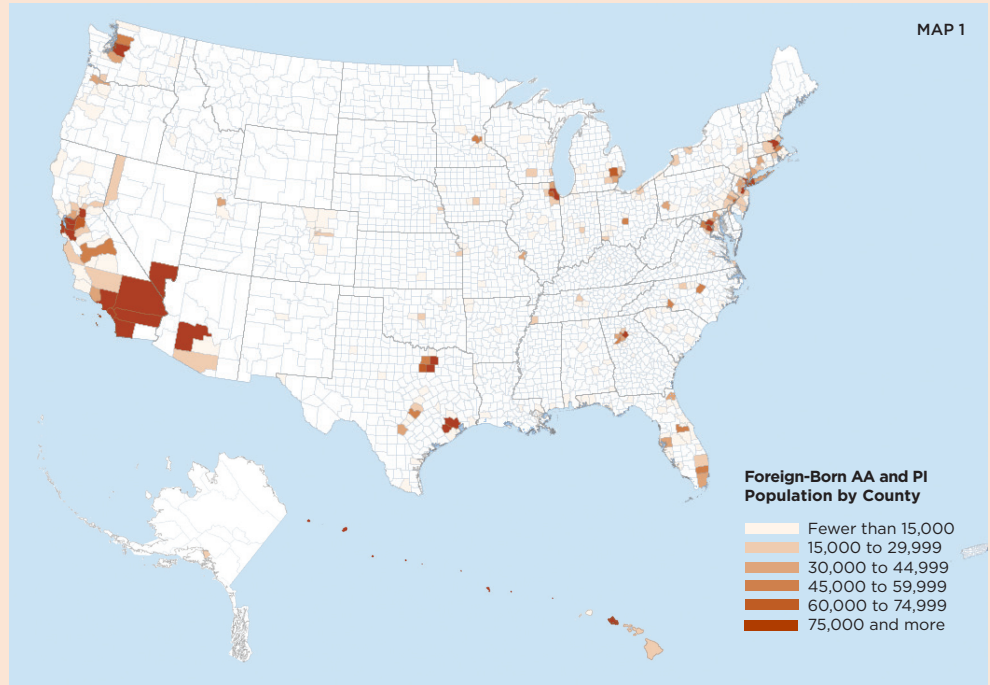 MAP 1
Foreign-Born AA and PI
Population by County
Fewer than 15,000
15,000 to 29,999
30,000 to 44,999
45,000 to 59,999
60,000 to 74,999
75,000 and more